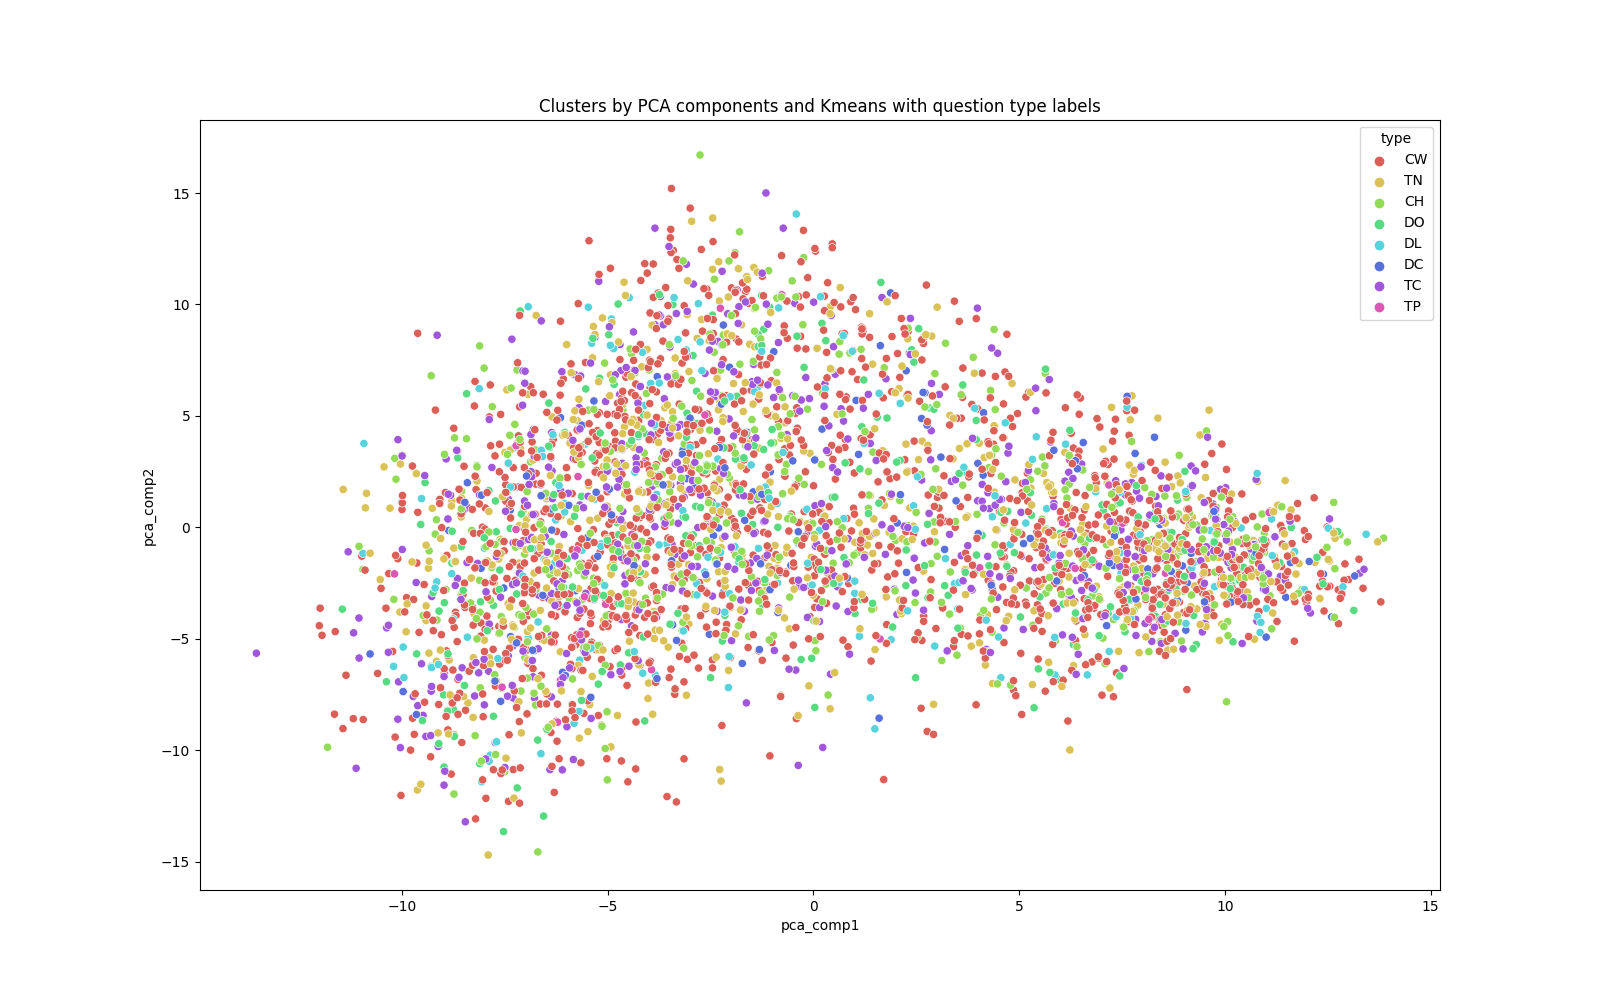 Clusters by PCA components and Kmeans with question type labels
type
CW
TN
CH
DO
DL
DC
TC
TP
15
10
5
0
−5
−10
−15
pca_comp2
−10
−5
0
5
10
15
pca_comp1